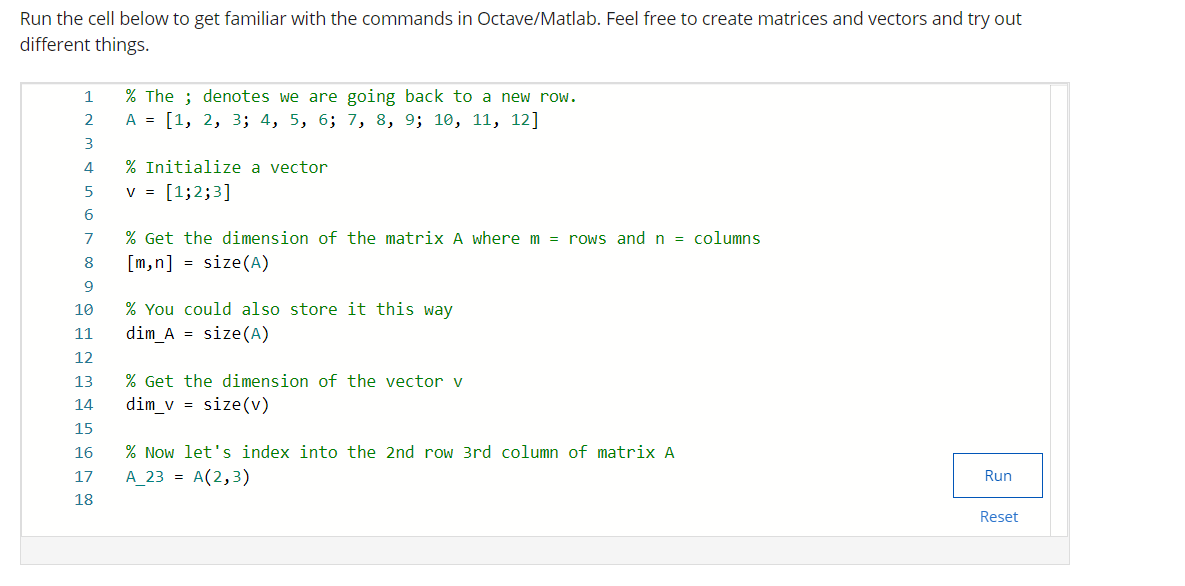 Run the cell below to get familiar with the commands in Octave/Matlab. Feel free to create matrices and vectors and try out
different things.
1 % The ; denotes we are going back to a new row.
2 A = [1, 2, 3; 4, 5, 6; 7, 8, 9; 10, 11, 12]
3
4 % Initialize a vector
5 v = [1;2;3]
6
7 % Get the dimension of the matrix A where m = rows and n = columns
8 [m,n] = size(A)
9
10 % You could also store it this way
11 dim_A = size(A)
12
13 % Get the dimension of the vector v
14 dim_v = size(v)
15
16 % Now let's index into the 2nd row 3rd column of matrix A
17 A_23 = A(2,3)
18
Run
Reset